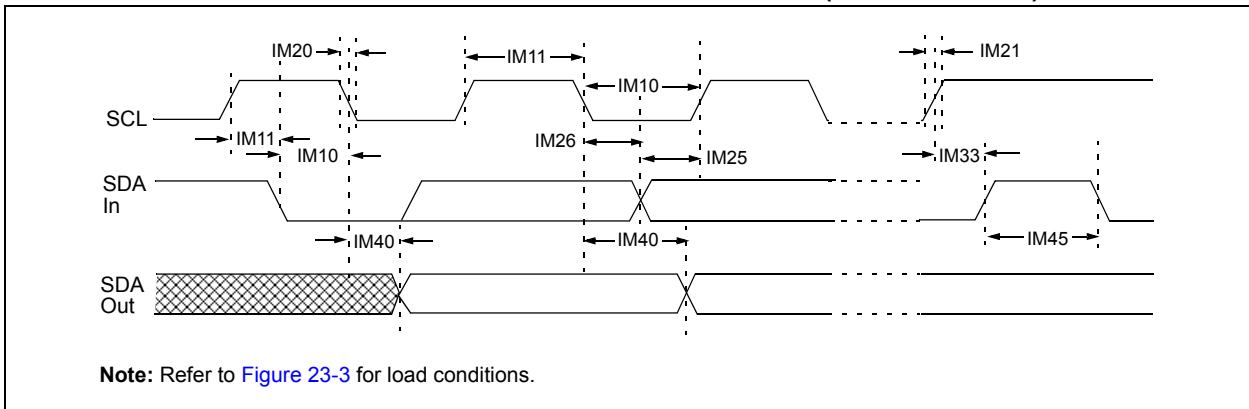 IM20
IM11
IM10
IM21
SCL
IM11
IM10
IM26
IM25
IM33
SDA
In
IM40
IM40
IM45
SDA
Out
Note: Refer to Figure 23-3 for load conditions.